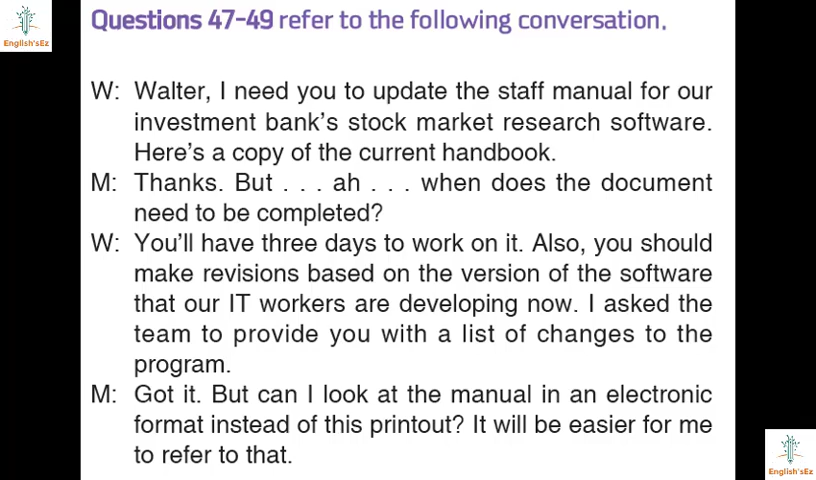 English'sEz
Questions 47-49 refer to the following conversation.
W: Walter, I need you to update the staff manual for our
investment bank's stock market research software.
Here's a copy of the current handbook.
M: Thanks. But . . . ah . . . when does the document
need to be completed?
W: You'll have three days to work on it. Also, you should
make revisions based on the version of the software
that our IT workers are developing now. I asked the
team to provide you with a list of changes to the
program.
M: Got it. But can I look at the manual in an electronic
format instead of this printout? It will be easier for me
to refer to that.
English'sEz